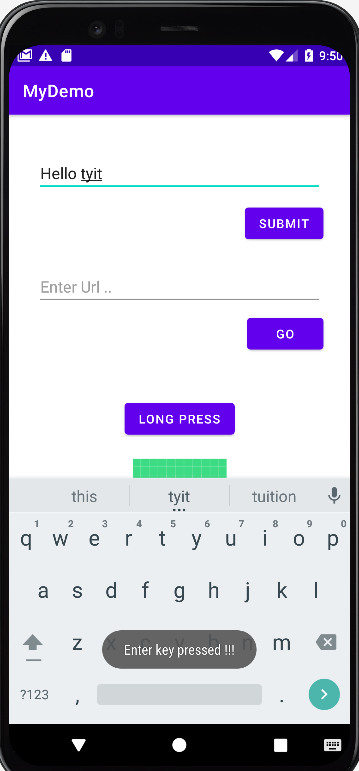 9:50
MyDemo
Hello tyit
SUBMIT
Enter Url ..
GO
LONG PRESS
this tyit tuition
1 2 3 4 5 6 7 8 9 0
q w e r t y u i o p
a s d f g h j k l
z x c v b n m
Enter key pressed !!!
?123 , .